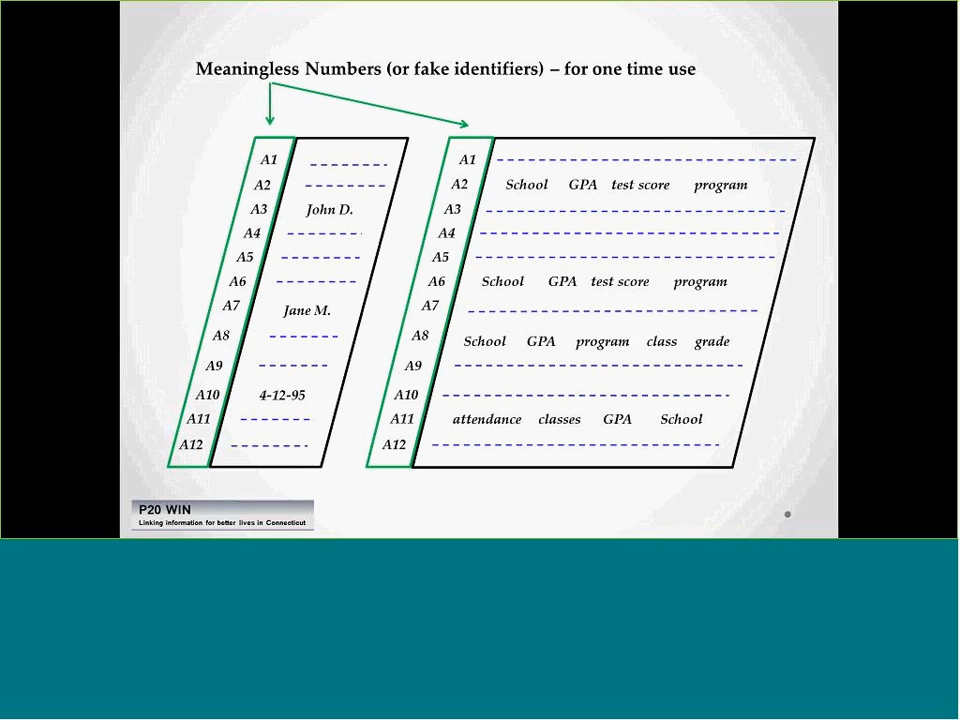 Meaningless Numbers (or fake identifiers) – for one time use
A1
A2
A3 John D.
A4
A5
A6
A7 Jane M.
A8
A9
A10 4-12-95
A11
A12
A1
A2 School GPA test score program
A3
A4
A5
A6 School GPA test score program
A7
A8 School GPA program class grade
A9
A10
A11 attendance classes GPA School
A12
P20 WIN
Linking information for better lives in Connecticut